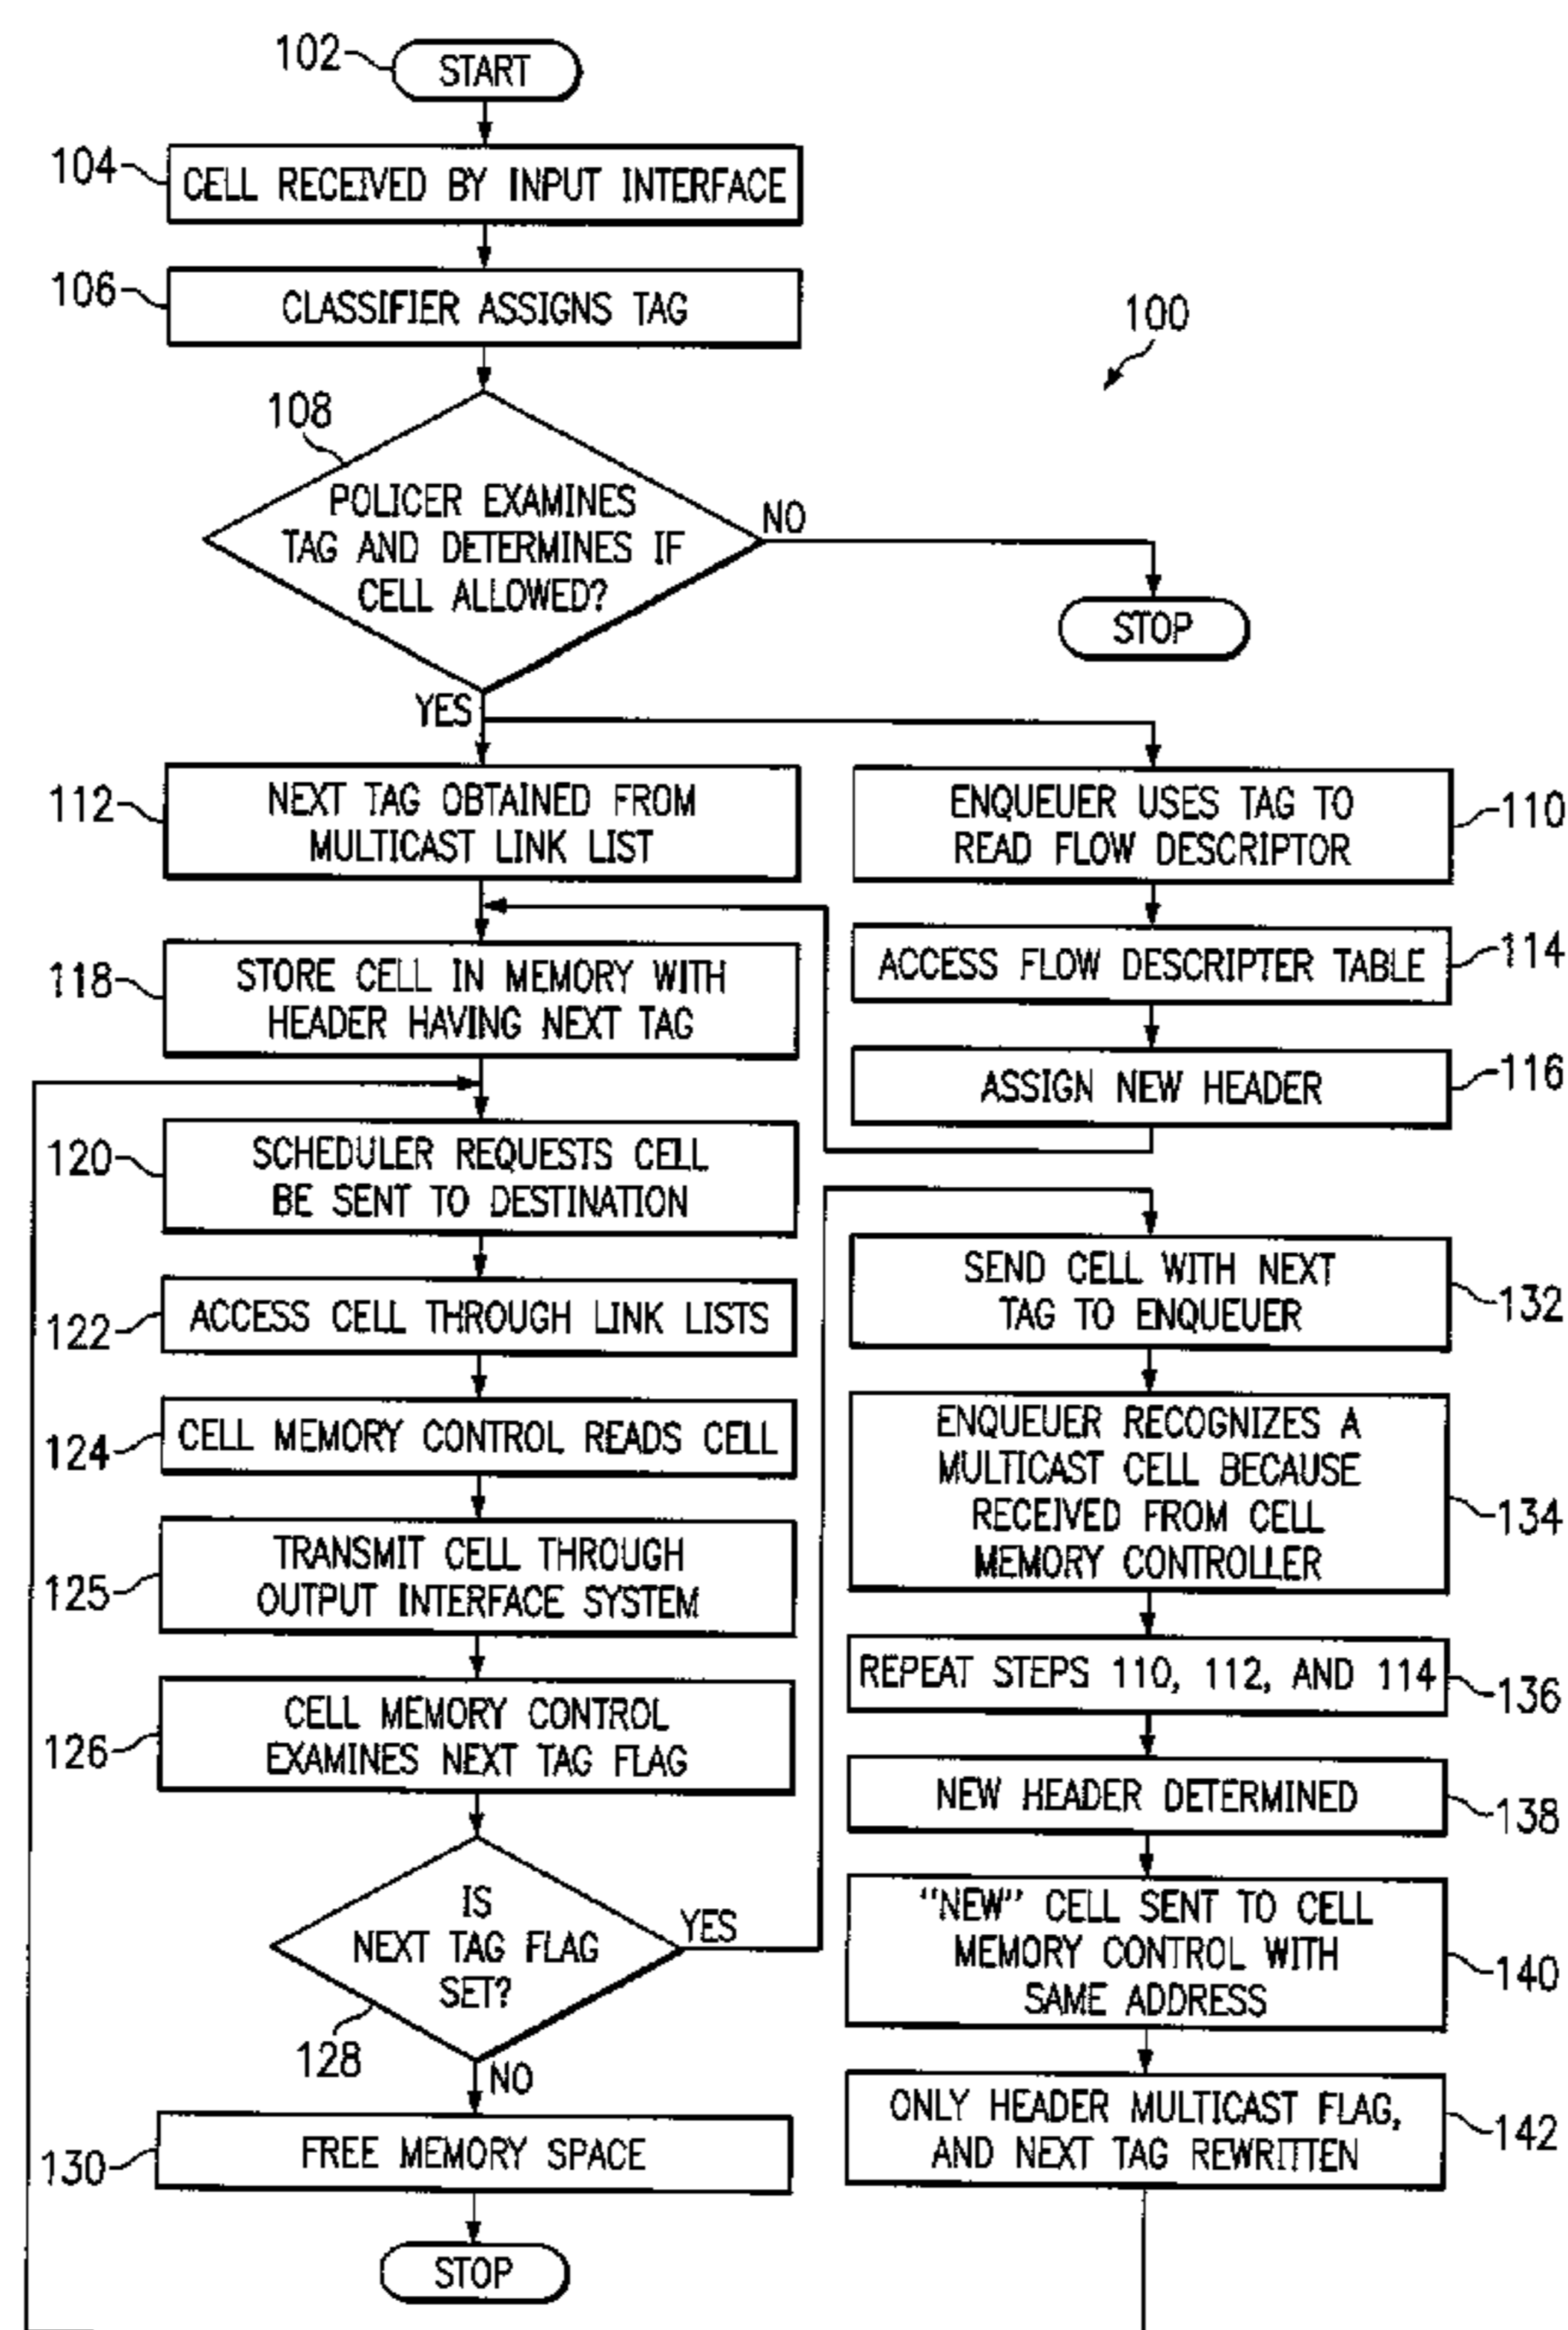 102
START
104
CELL RECEIVED BY INPUT INTERFACE
106
CLASSIFIER ASSIGNS TAG
100
108
POLICER EXAMINES
TAG AND DETERMINES IF
CELL ALLOWED?
NO
STOP
YES
112
NEXT TAG OBTAINED FROM
MULTICAST LINK LIST
ENQUEUER USES TAG TO
READ FLOW DESCRIPTOR
110
ACCESS FLOW DESCRIPTER TABLE
114
118
STORE CELL IN MEMORY WITH
HEADER HAVING NEXT TAG
ASSIGN NEW HEADER
116
120
SCHEDULER REQUESTS CELL
BE SENT TO DESTINATION
122
ACCESS CELL THROUGH LINK LISTS
124
CELL MEMORY CONTROL READS CELL
125
TRANSMIT CELL THROUGH
OUTPUT INTERFACE SYSTEM
126
CELL MEMORY CONTROL
EXAMINES NEXT TAG FLAG
IS
NEXT TAG FLAG
SET?
YES
128
NO
130
FREE MEMORY SPACE
STOP
SEND CELL WITH NEXT
TAG TO ENQUEUER
132
ENQUEUER RECOGNIZES A
MULTICAST CELL BECAUSE
RECEIVED FROM CELL
MEMORY CONTROLLER
134
REPEAT STEPS 110, 112, AND 114
136
NEW HEADER DETERMINED
138
"NEW" CELL SENT TO CELL
MEMORY CONTROL WITH
SAME ADDRESS
140
ONLY HEADER MULTICAST FLAG,
AND NEXT TAG REWRITTEN
142